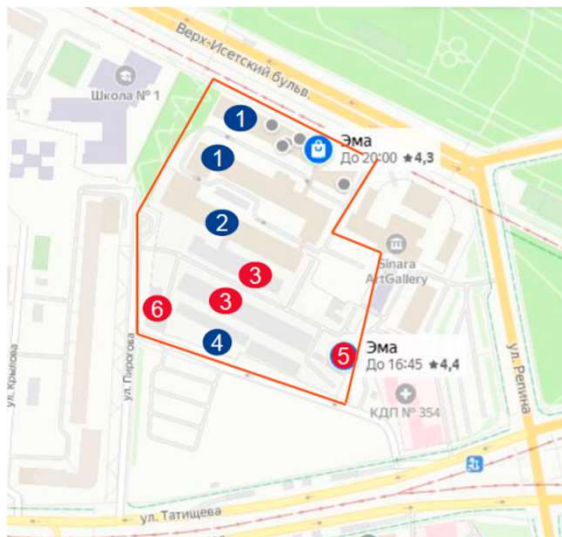 Верх-Исетский бульв.
Школа № 1
1
Эма
До 20:00 ★4,3
1
2
Sinara
ArtGallery
3
3
6
4
5
Эма
До 16:45 ★4,4
КДП № 354
ул. Крылова
ул. Пирогова
ул. Репина
ул. Татищева